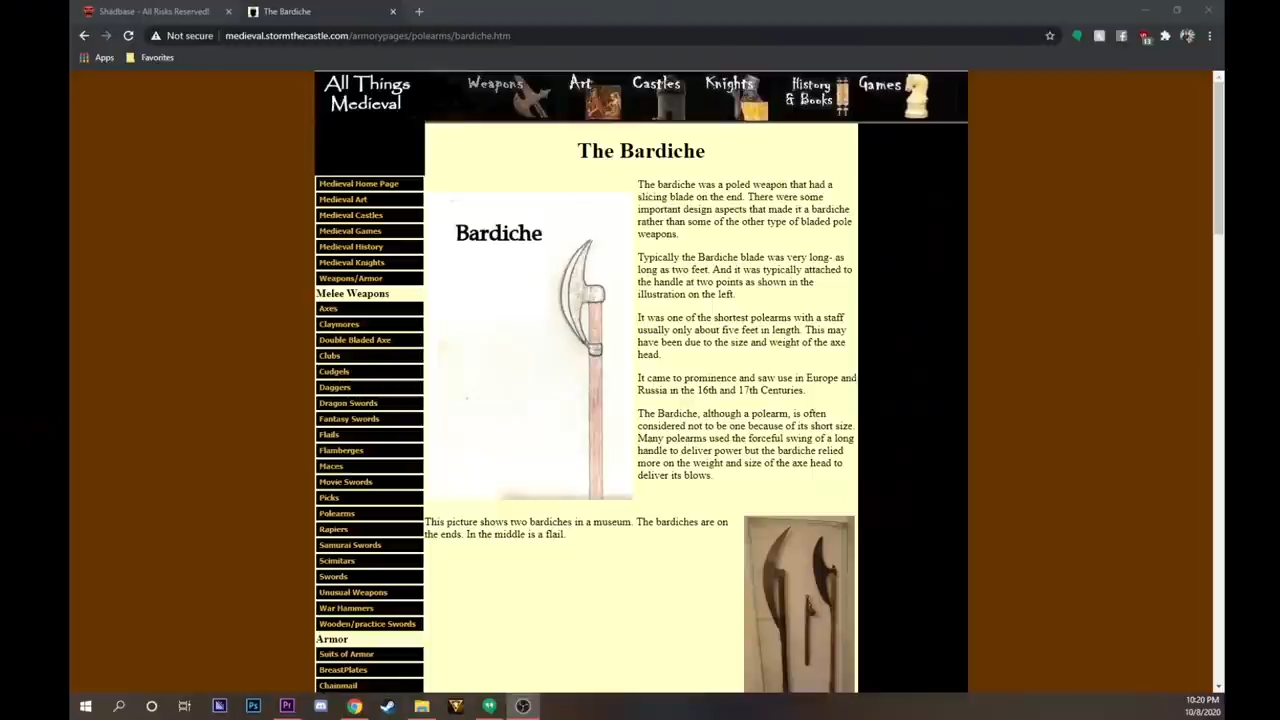 Shädbase - All Risks Reserved!
The Bardiche
Not secure
medieval.stormthecastle.com/armorypages/polearms/bardiche.htm
Apps
Favorites
All Things
Medieval
Weapons
Art
Castles
Knights
History
& Books
Games
The Bardiche
Medieval Home Page
Medieval Art
Medieval Castles
Medieval Games
Medieval History
Medieval Knights
Weapons/Armor
Melee Weapons
Axes
Claymores
Double Bladed Axe
Clubs
Cudgels
Daggers
Dragon Swords
Fantasy Swords
Flails
Flamberges
Maces
Movie Swords
Picks
Polearms
Rapiers
Samurai Swords
Scimitars
Swords
Unusual Weapons
War Hammers
Wooden/practice Swords
Armor
Suits of Armor
BreastPlates
Chainmail
Bardiche
The bardiche was a poled weapon that had a
slicing blade on the end. There were some
important design aspects that made it a bardiche
rather than some of the other type of bladed pole
weapons.
Typically the Bardiche blade was very long- as
long as two feet. And it was typically attached to
the handle at two points as shown in the
illustration on the left.
It was one of the shortest polearms with a staff
usually only about five feet in length. This may
have been due to the size and weight of the axe
head.
It came to prominence and saw use in Europe and
Russia in the 16th and 17th Centuries.
The Bardiche, although a polearm, is often
considered not to be one because of its short size.
Many polearms used the forceful swing of a long
handle to deliver power but the bardiche relied
more on the weight and size of the axe head to
deliver its blows.
This picture shows two bardiches in a museum. The bardiches are on
the ends. In the middle is a flail.
10:20 PM
10/8/2020